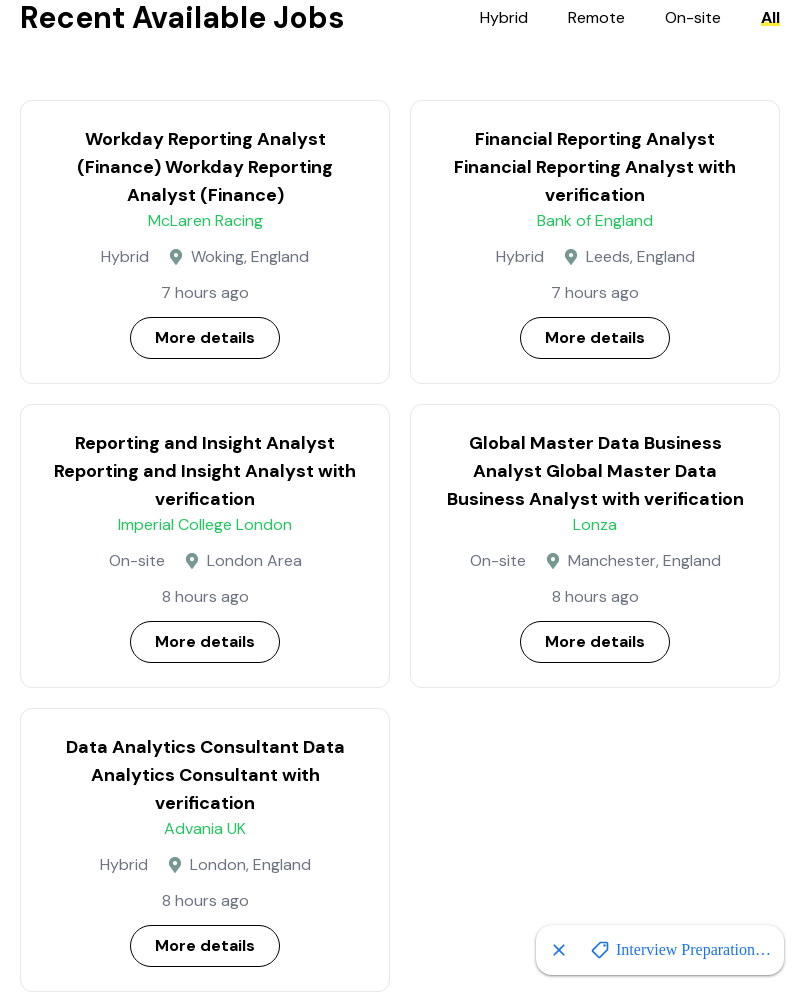 Recent Available Jobs
Hybrid
Remote
On-site
All
Workday Reporting Analyst
(Finance) Workday Reporting
Analyst (Finance)
McLaren Racing
Hybrid
Woking, England
7 hours ago
More details
Financial Reporting Analyst
Financial Reporting Analyst with
verification
Bank of England
Hybrid
Leeds, England
7 hours ago
More details
Reporting and Insight Analyst
Reporting and Insight Analyst with
verification
Imperial College London
On-site
London Area
8 hours ago
More details
Global Master Data Business
Analyst Global Master Data
Business Analyst with verification
Lonza
On-site
Manchester, England
8 hours ago
More details
Data Analytics Consultant Data
Analytics Consultant with
verification
Advania UK
Hybrid
London, England
8 hours ago
More details
Interview Preparation…